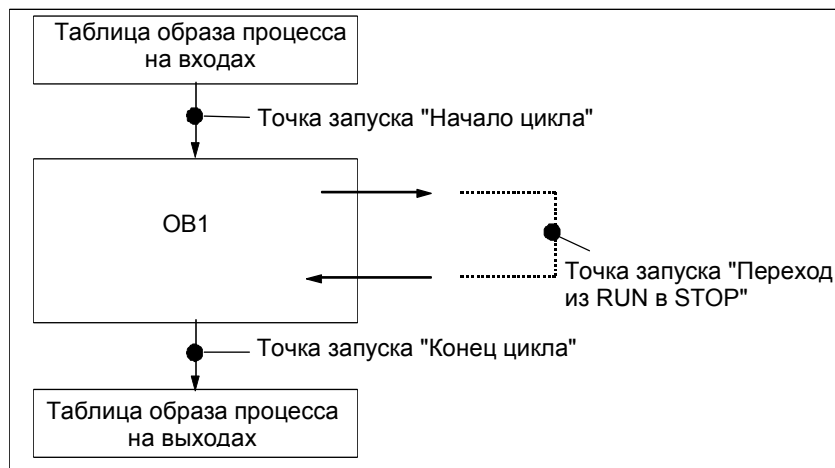 Таблица образа процесса
на входах
Точка запуска "Начало цикла"
OB1
Точка запуска "Переход
из RUN в STOP"
Точка запуска "Конец цикла"
Таблица образа процесса
на выходах